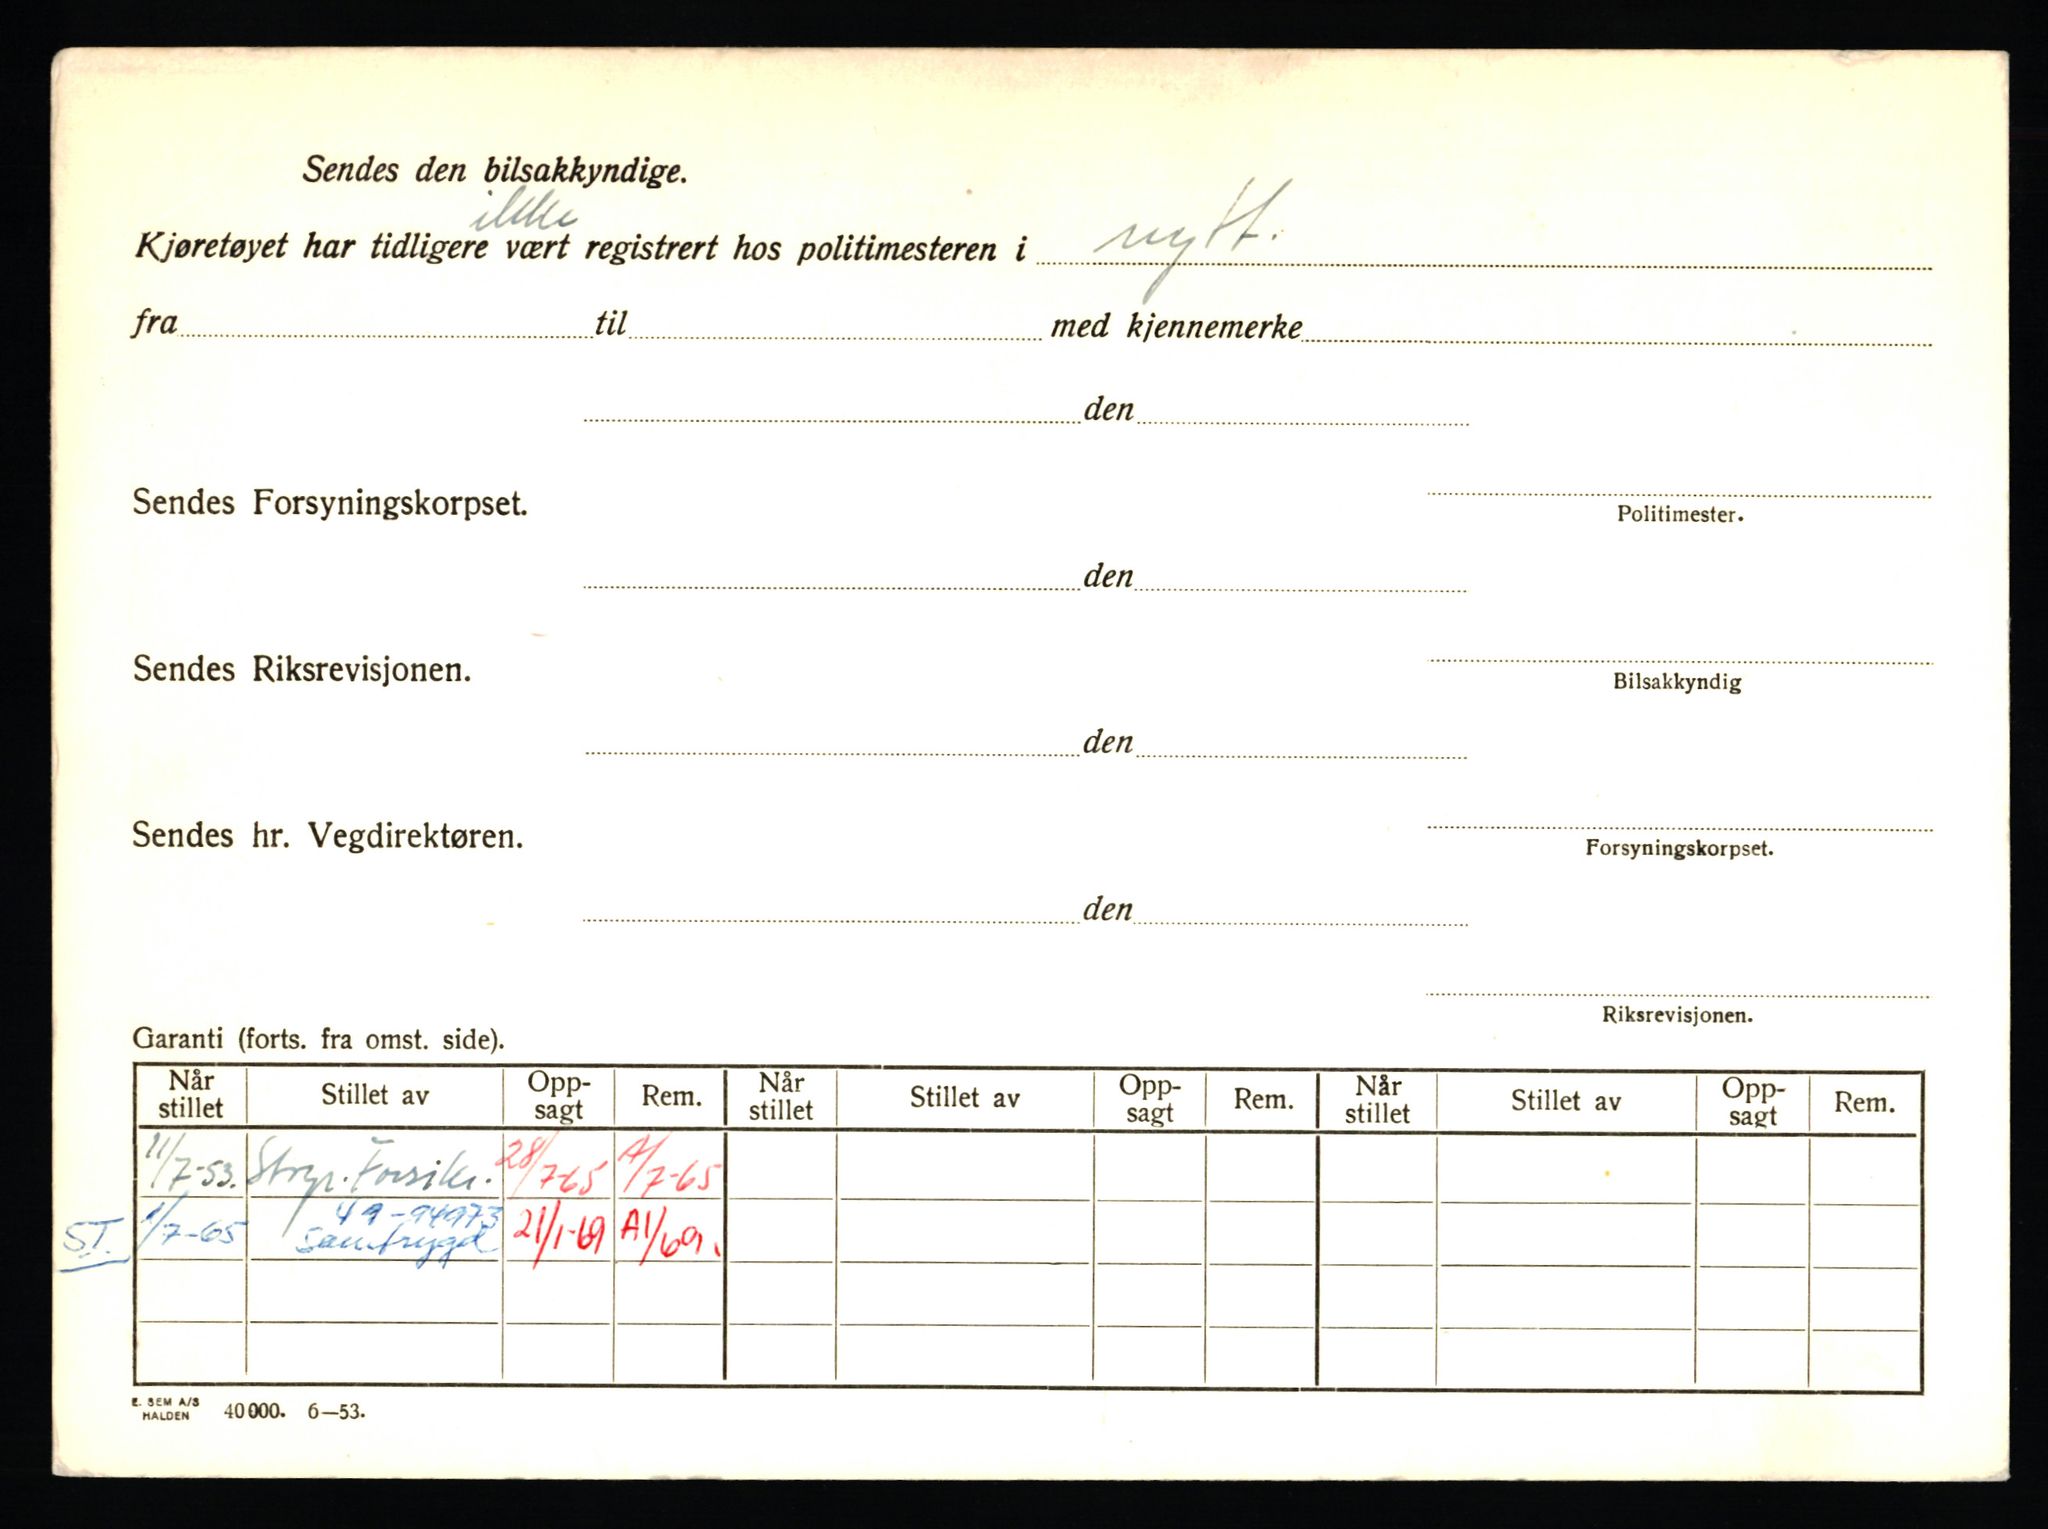 Sendes den bilsakkyndige.
ikke
Kjøretøyet har tidligere vært registrert hos politimesteren i nytt.
fra til med kjennemerke
den
Sendes Forsyningskorpset.
Politimester.
den
Sendes Riksrevisjonen.
Bilsakkyndig
den
Sendes hr. Vegdirektøren.
Forsyningskorpset.
den
Riksrevisjonen.
Garanti (forts. fra omst. side).
Når stillet Stillet av Opp-sagt Rem. Når stillet Stillet av Opp-sagt Rem. Når stillet Stillet av Opp-sagt Rem.
11/7-53. Forsikr. 28/7-65 A/7-65
49-94973
ST. 1/7-65 Samtrygd 21/1-69 A1/69.
E. SEM A/S
HALDEN 40000. 6—53.